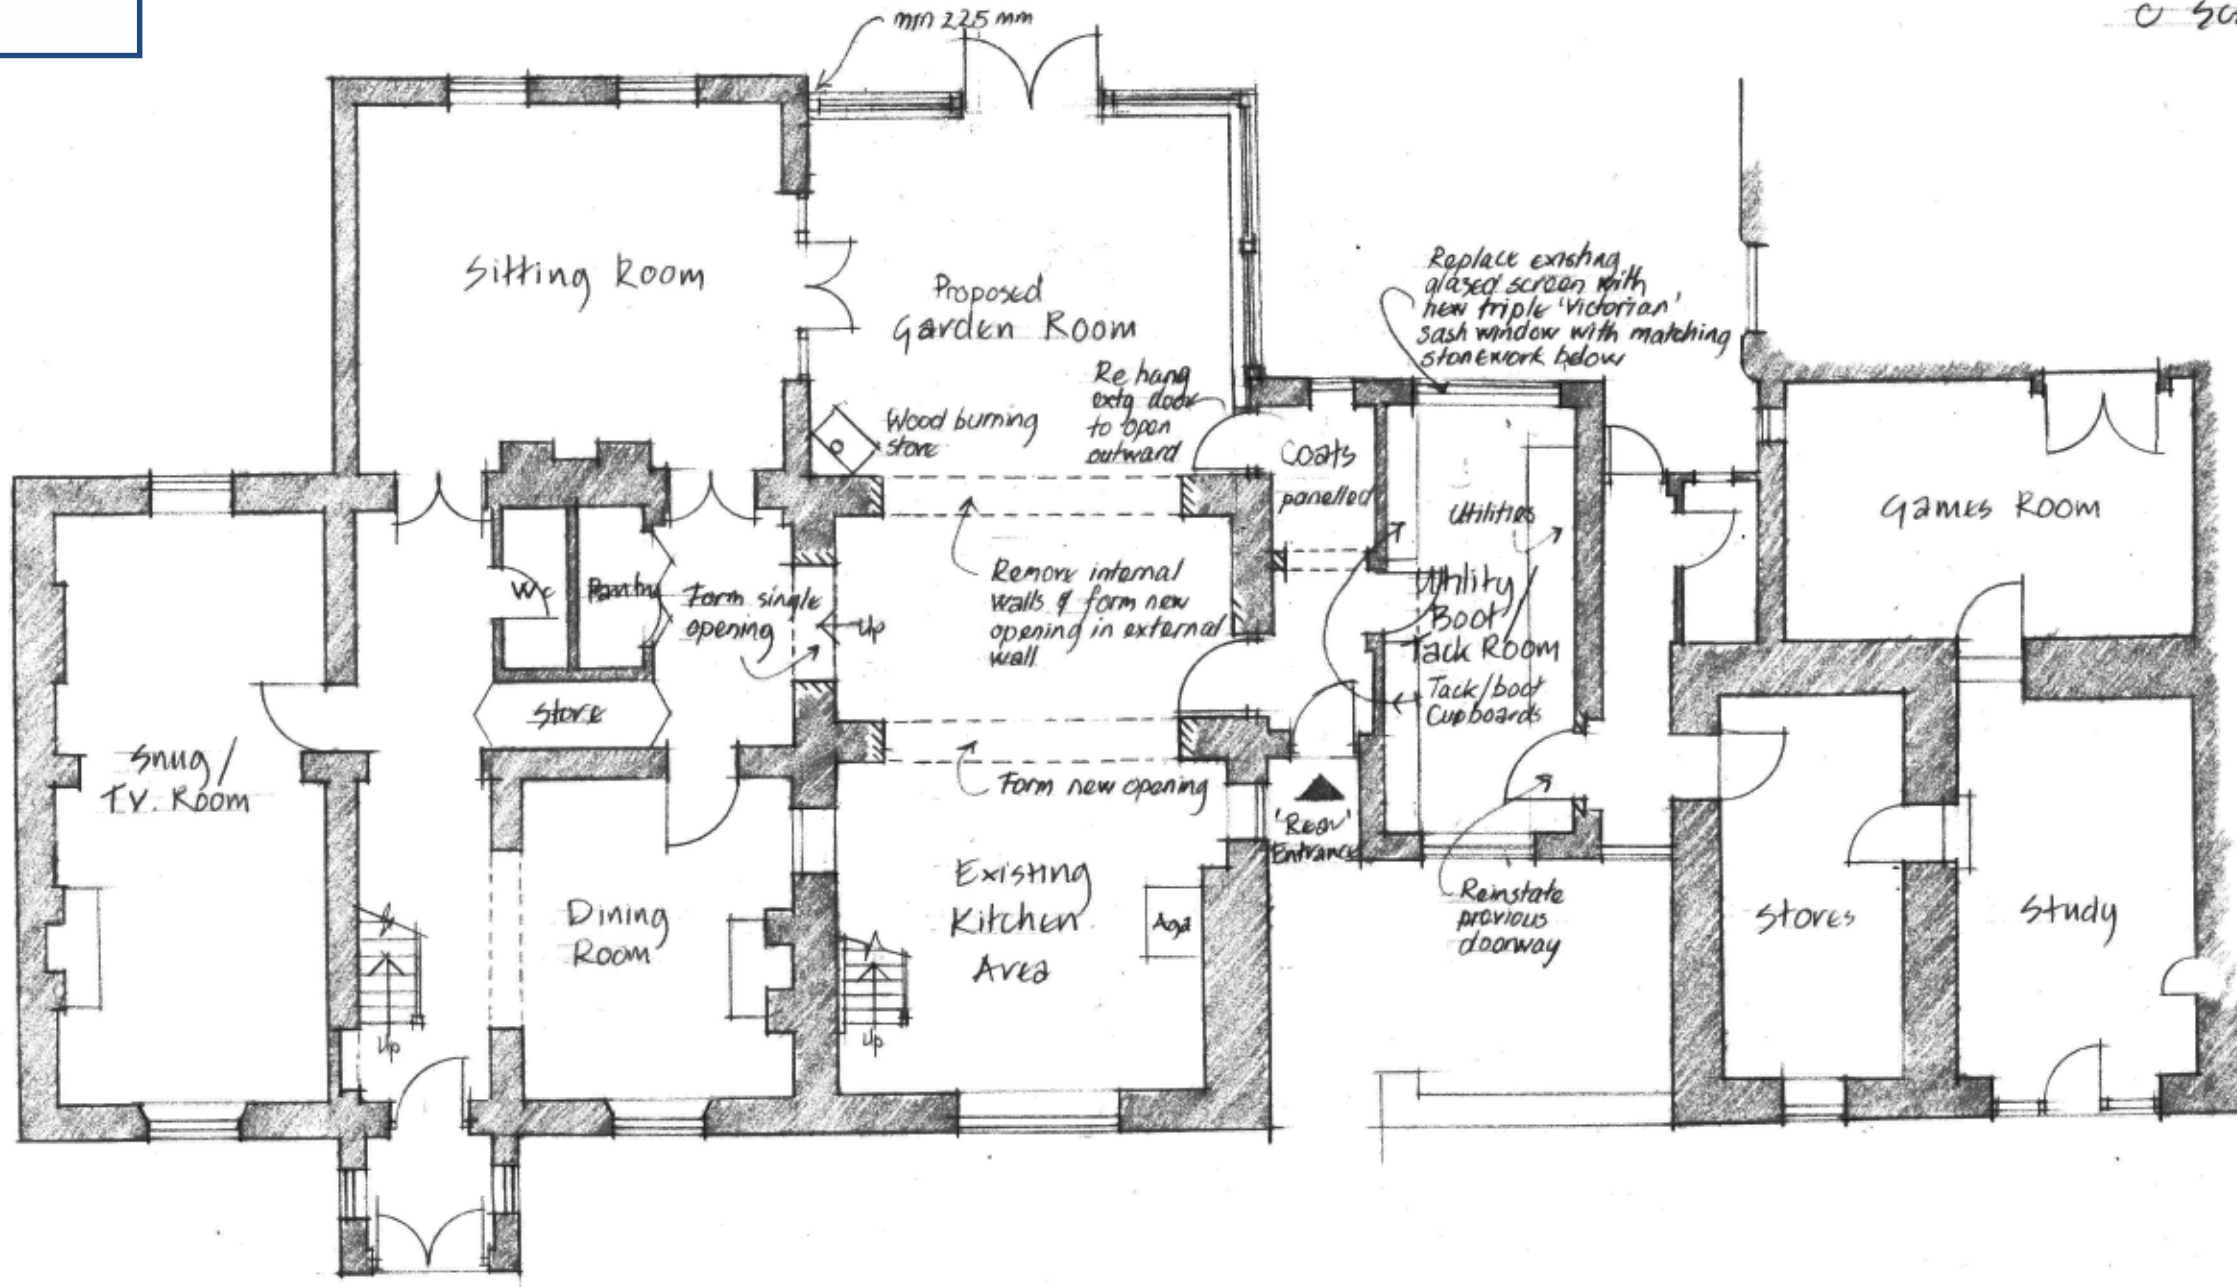 min 225 mm
Sitting Room
Proposed
Garden Room
Replace existing
glazed screen with
new triple 'Victorian'
sash window with matching
stonework below
Re hang
extg door
to open
outward
Wood burning
stove
Coats
panelled
Utilities
Games Room
WC
Pantry
Form single
opening
Up
Remove internal
walls & form new
opening in external
wall
Utility/
Boot
Tack Room
Tack/boot
Cupboards
Store
Snug/
T.V. Room
Form new opening
'Rear'
Entrance
Existing
Kitchen
Area
Aga
Dining
Room
Reinstate
previous
doorway
Stores
Study
Up
Up